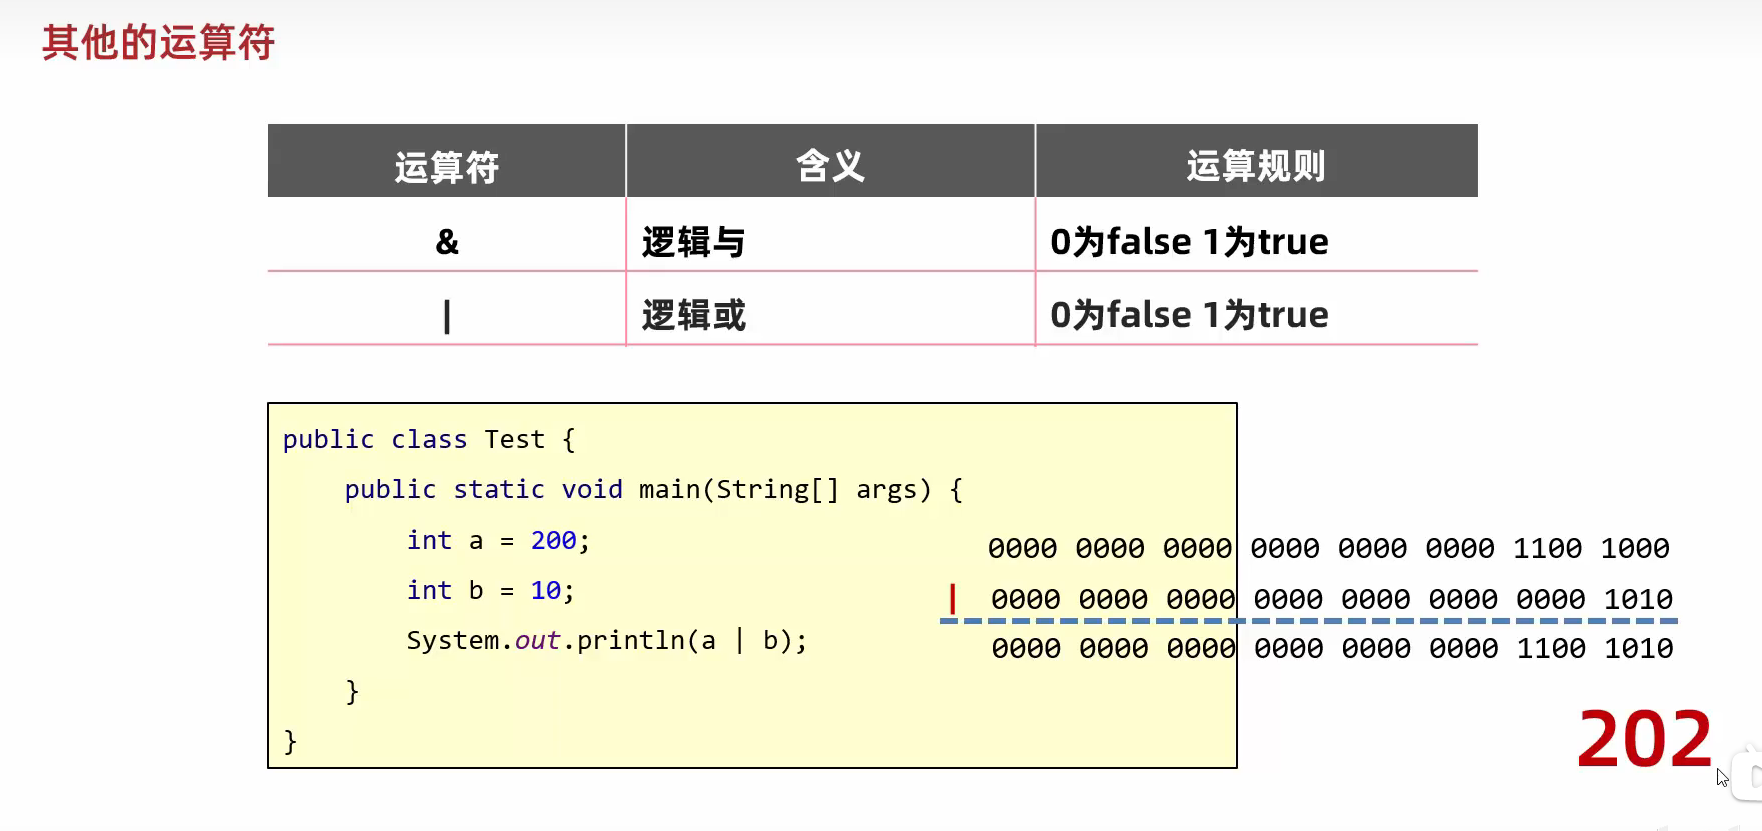 其他的运算符
运算符 含义 运算规则
& 逻辑与 0为false 1为true
| 逻辑或 0为false 1为true
public class Test {
public static void main(String[] args) {
int a = 200;
int b = 10;
System.out.println(a | b);
}
}
0000 0000 0000 0000 0000 0000 1100 1000
| 0000 0000 0000 0000 0000 0000 0000 1010
0000 0000 0000 0000 0000 0000 1100 1010
202